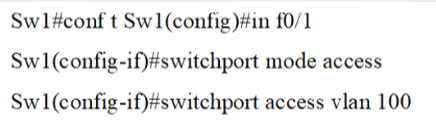 Sw1#conf t Sw1(config)#in f0/1
Sw1(config-if)#switchport mode access
Sw1(config-if)#switchport access vlan 100